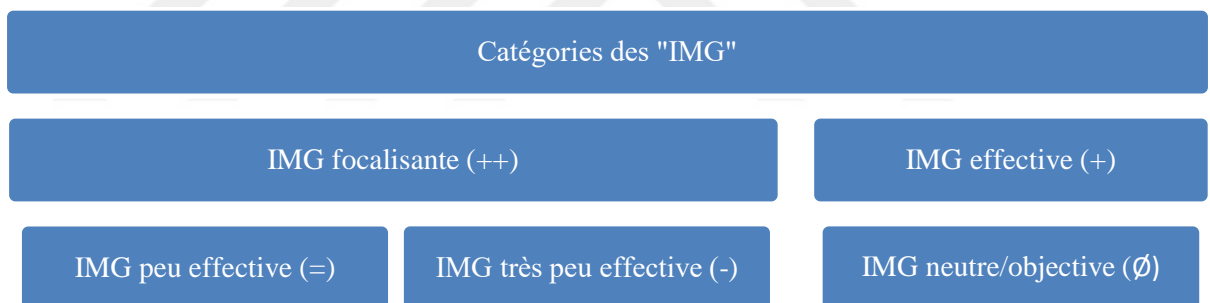 Catégories des "IMG"
IMG focalisante (++)
IMG effective (+)
IMG peu effective (=)
IMG très peu effective (-)
IMG neutre/objective (Ø)